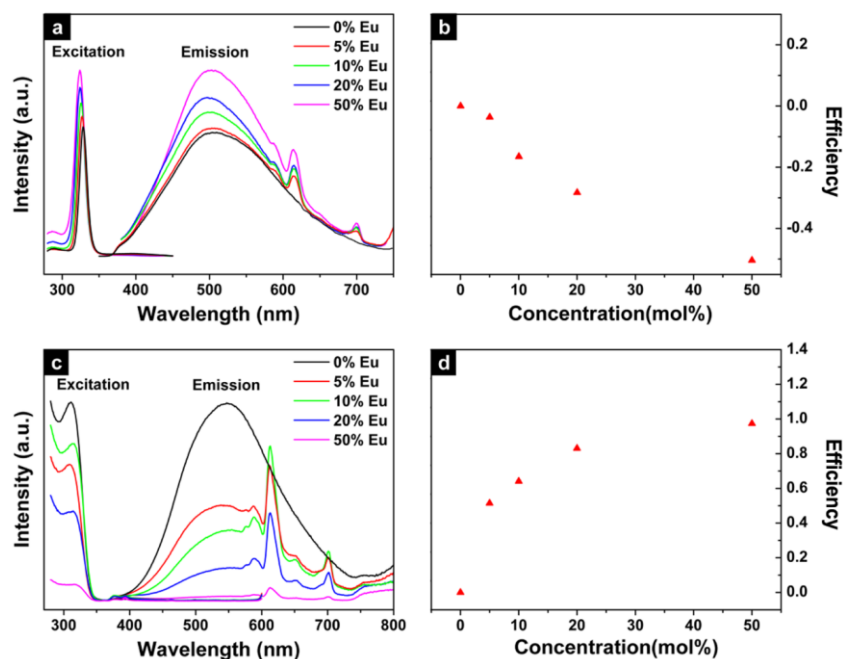 a
Excitation
Emission
0% Eu
5% Eu
10% Eu
20% Eu
50% Eu
Intensity (a.u.)
300 400 500 600 700
Wavelength (nm)
b
0.2
0.0
-0.2
-0.4
Efficiency
0 10 20 30 40 50
Concentration(mol%)
c
Excitation
Emission
0% Eu
5% Eu
10% Eu
20% Eu
50% Eu
Intensity (a.u.)
300 400 500 600 700 800
Wavelength (nm)
d
1.4
1.2
1.0
0.8
0.6
0.4
0.2
0.0
Efficiency
0 10 20 30 40 50
Concentration(mol%)